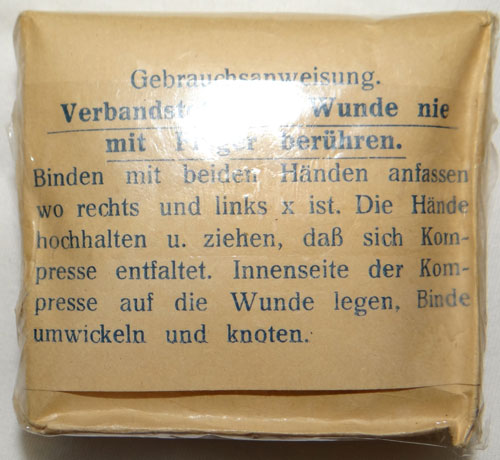 Gebrauchsanweisung.
Wunde nie
mit berühren.
Binden mit beiden Händen anfassen
wo rechts und links x ist. Die Hände
hochhalten u. ziehen, daß sich Kom-
presse entfaltet. Innenseite der Kom-
presse auf die Wunde legen, Binde
umwickeln und knoten.